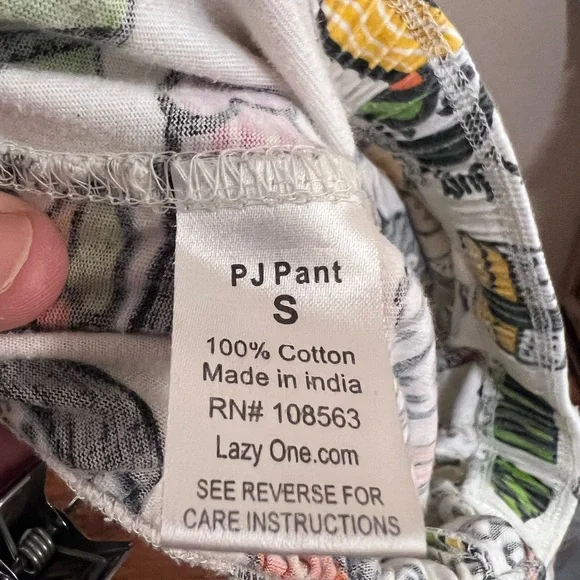 PJ Pant
S
100% Cotton
Made in india
RN# 108563
Lazy One.com
SEE REVERSE FOR
CARE INSTRUCTIONS